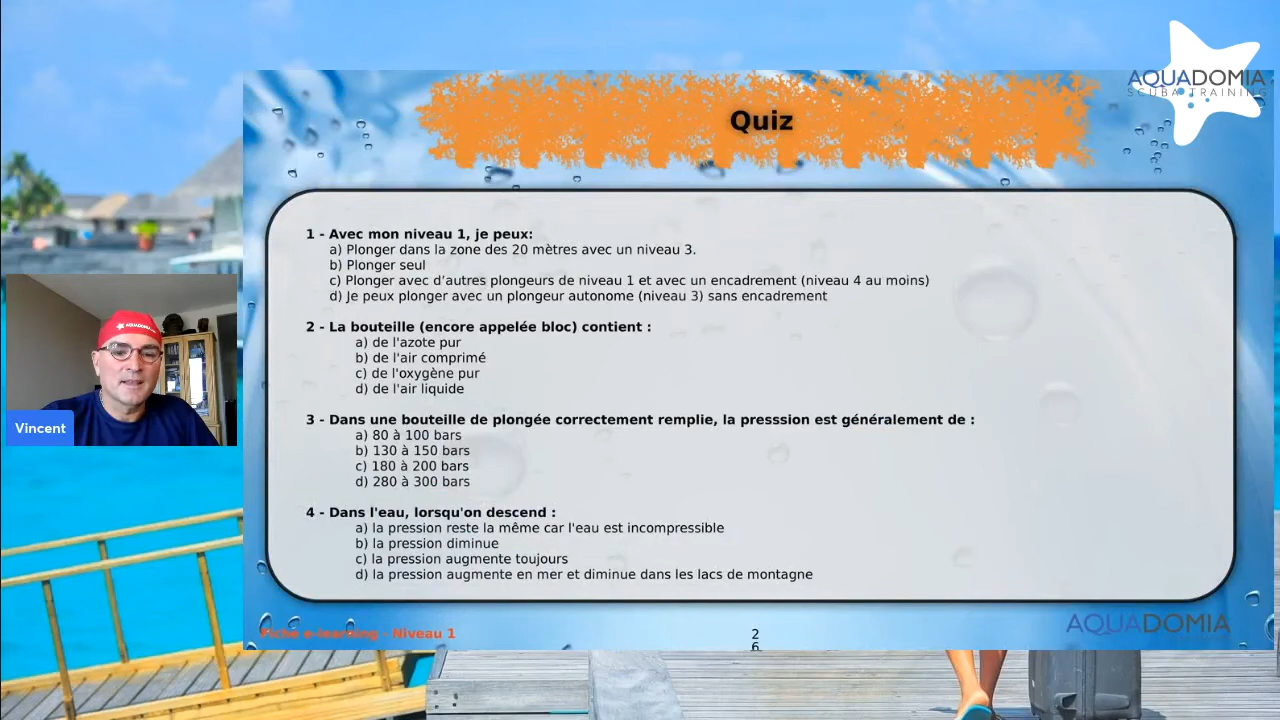 AQUADOMIA
SCUBA TRAINING
Quiz
1 - Avec mon niveau 1, je peux:
a) Plonger dans la zone des 20 mètres avec un niveau 3.
b) Plonger seul
c) Plonger avec d’autres plongeurs de niveau 1 et avec un encadrement (niveau 4 au moins)
d) Je peux plonger avec un plongeur autonome (niveau 3) sans encadrement
2 - La bouteille (encore appelée bloc) contient :
a) de l'azote pur
b) de l'air comprimé
c) de l'oxygène pur
d) de l'air liquide
3 - Dans une bouteille de plongée correctement remplie, la presssion est généralement de :
a) 80 à 100 bars
b) 130 à 150 bars
c) 180 à 200 bars
d) 280 à 300 bars
4 - Dans l'eau, lorsqu'on descend :
a) la pression reste la même car l'eau est incompressible
b) la pression diminue
c) la pression augmente toujours
d) la pression augmente en mer et diminue dans les lacs de montagne
AQUADOMIA
Vincent
Fiche e-learning - Niveau 1
2
6
AQUADOMIA